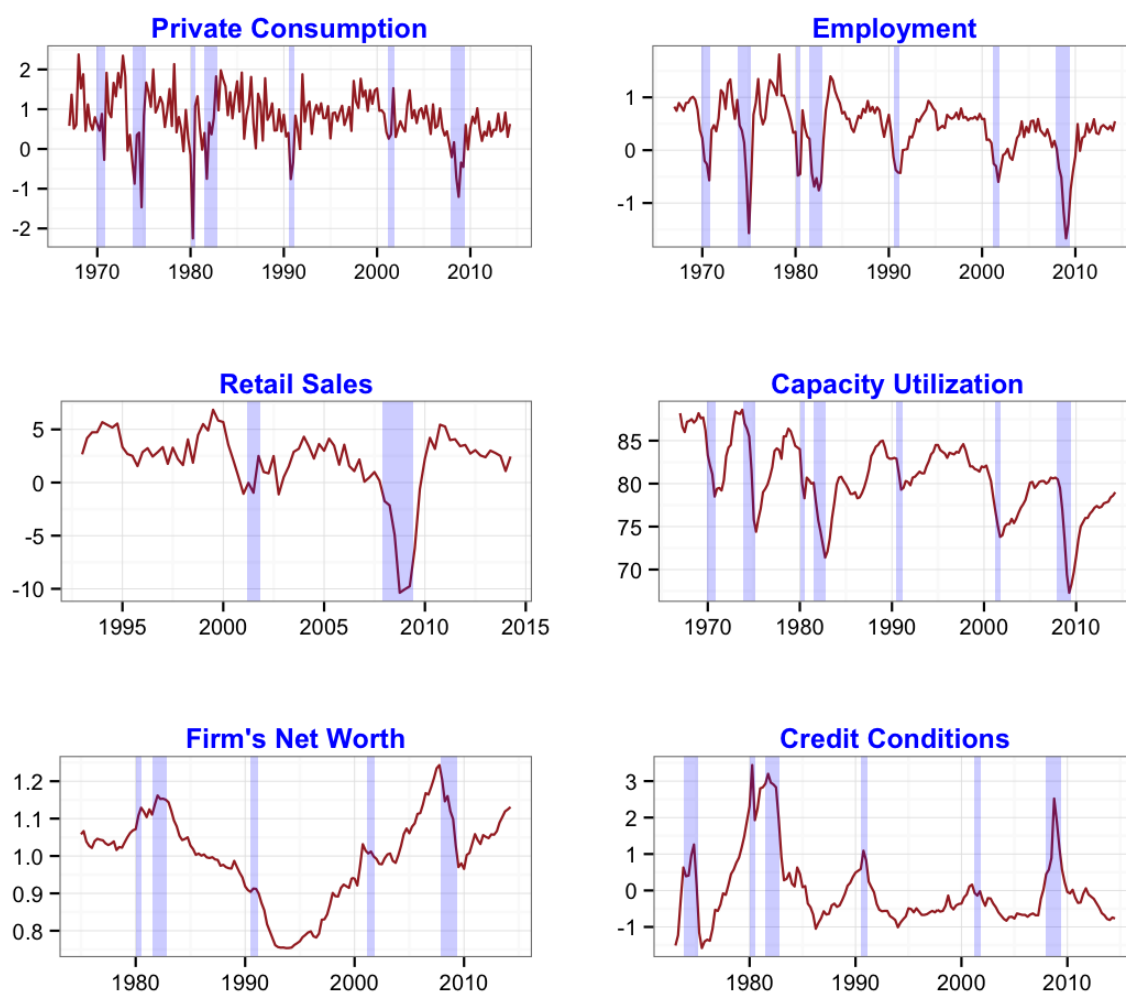 Private Consumption
2
1
0
-1
-2
1970 1980 1990 2000 2010
Employment
1
0
-1
1970 1980 1990 2000 2010
Retail Sales
5
0
-5
-10
1995 2000 2005 2010 2015
Capacity Utilization
85
80
75
70
1970 1980 1990 2000 2010
Firm's Net Worth
1.2
1.1
1.0
0.9
0.8
1980 1990 2000 2010
Credit Conditions
3
2
1
0
-1
1980 1990 2000 2010